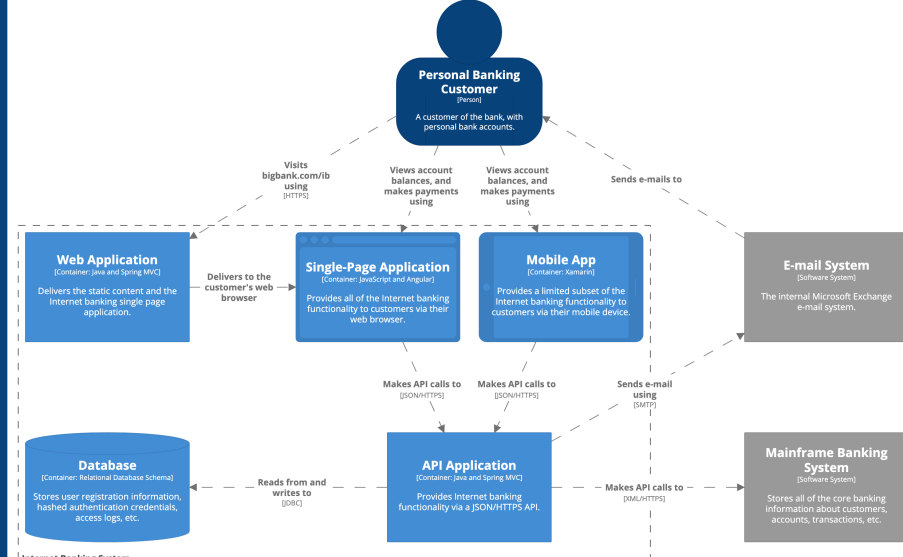 Personal Banking
Customer
[Person]
A customer of the bank, with
personal bank accounts.
Visits
bigbank.com/ib
using
[HTTPS]
Views account
balances, and
makes payments
using
Views account
balances, and
makes payments
using
Sends e-mails to
Web Application
[Container: Java and Spring MVC]
Delivers the static content and the
Internet banking single page
application.
Delivers to the
customer's web
browser
Single-Page Application
[Container: JavaScript and Angular]
Provides all of the Internet banking
functionality to customers via their
web browser.
Mobile App
[Container: Xamarin]
Provides a limited subset of the
Internet banking functionality to
customers via their mobile device.
E-mail System
[Software System]
The internal Microsoft Exchange
e-mail system.
Makes API calls to
[JSON/HTTPS]
Makes API calls to
[JSON/HTTPS]
Sends e-mail
using
[SMTP]
Database
[Container: Relational Database Schema]
Stores user registration information,
hashed authentication credentials,
access logs, etc.
Reads from and
writes to
[JDBC]
API Application
[Container: Java and Spring MVC]
Provides Internet banking
functionality via a JSON/HTTPS API.
Makes API calls to
[XML/HTTPS]
Mainframe Banking
System
[Software System]
Stores all of the core banking
information about customers,
accounts, transactions, etc.
Internet Banking System